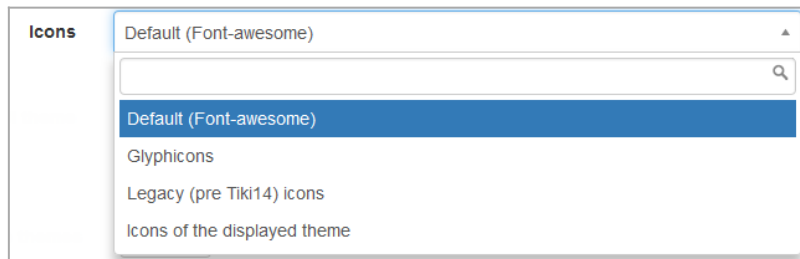 Icons
Default (Font-awesome)
Default (Font-awesome)
Glyphicons
Legacy (pre Tiki14) icons
Icons of the displayed theme